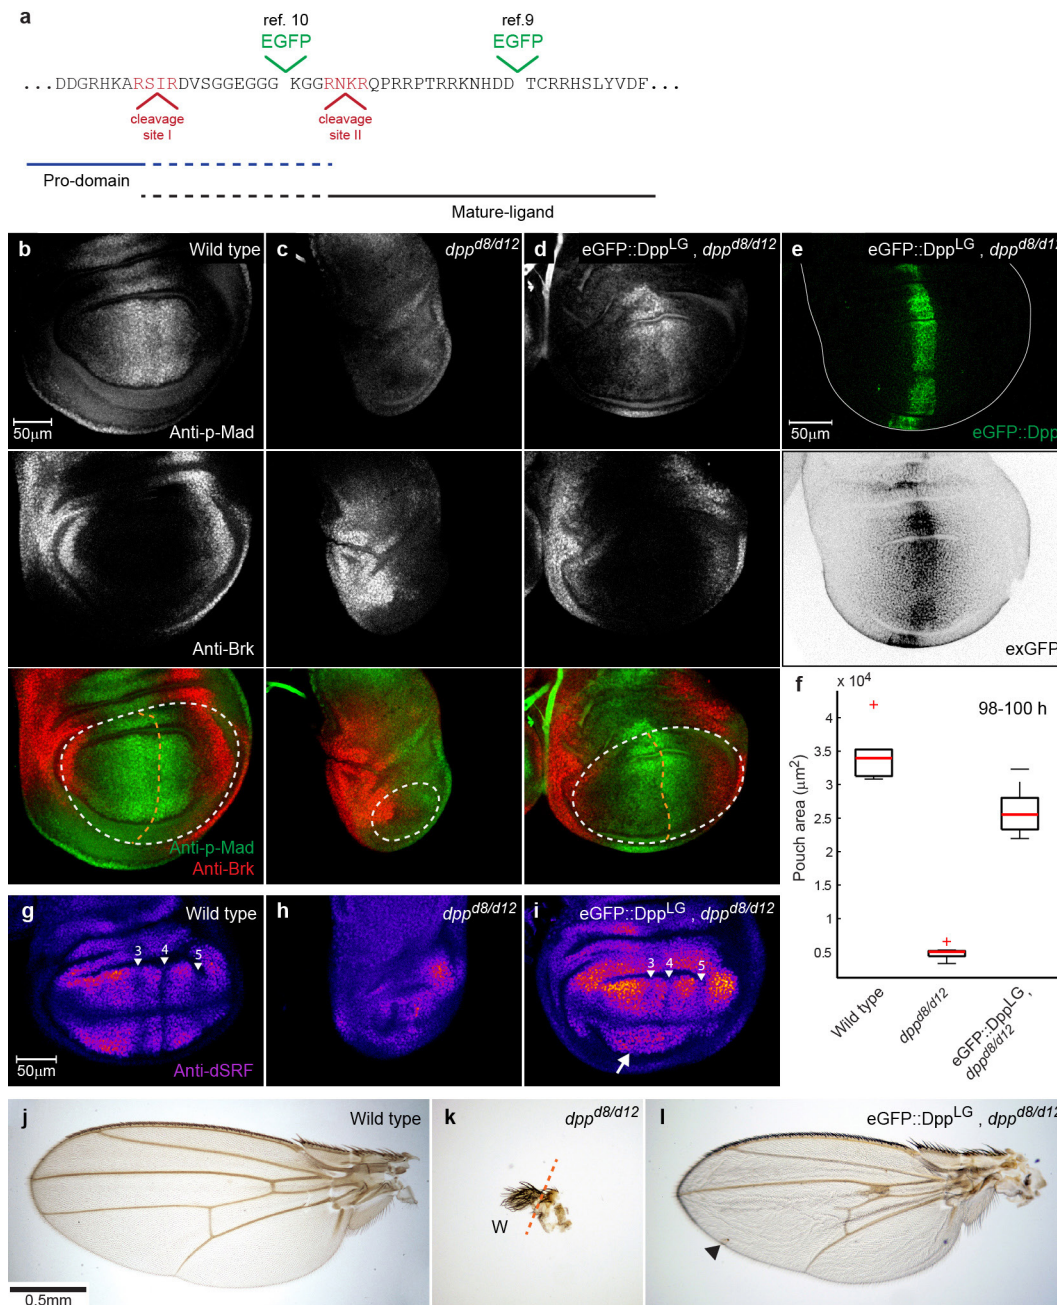 a
ref. 10
ref.9
EGFP
EGFP
...DDGRHKARSIRDVSGGEGGG KGGRNKRQPRRPTRRKNHDD TCRRHSLYVDF...
cleavage
site I
cleavage
site II
Pro-domain
Mature-ligand
b Wild type
c dpp^d8/d12
d eGFP::Dpp^LG , dpp^d8/d12
e eGFP::Dpp^LG , dpp^d8/d12
50μm
Anti-p-Mad
50μm
eGFP::Dpp
Anti-Brk
exGFP
Anti-p-Mad
Anti-Brk
f
x 10⁴
98-100 h
4
3.5
3
2.5
2
1.5
1
0.5
Pouch area (μm²)
Wild type
dpp^d8/d12
eGFP::Dpp^LG ,
dpp^d8/d12
g Wild type
3 4 5
50μm
Anti-dSRF
h dpp^d8/d12
i eGFP::Dpp^LG , dpp^d8/d12
3 4 5
j Wild type
0.5mm
k dpp^d8/d12
W
l eGFP::Dpp^LG , dpp^d8/d12